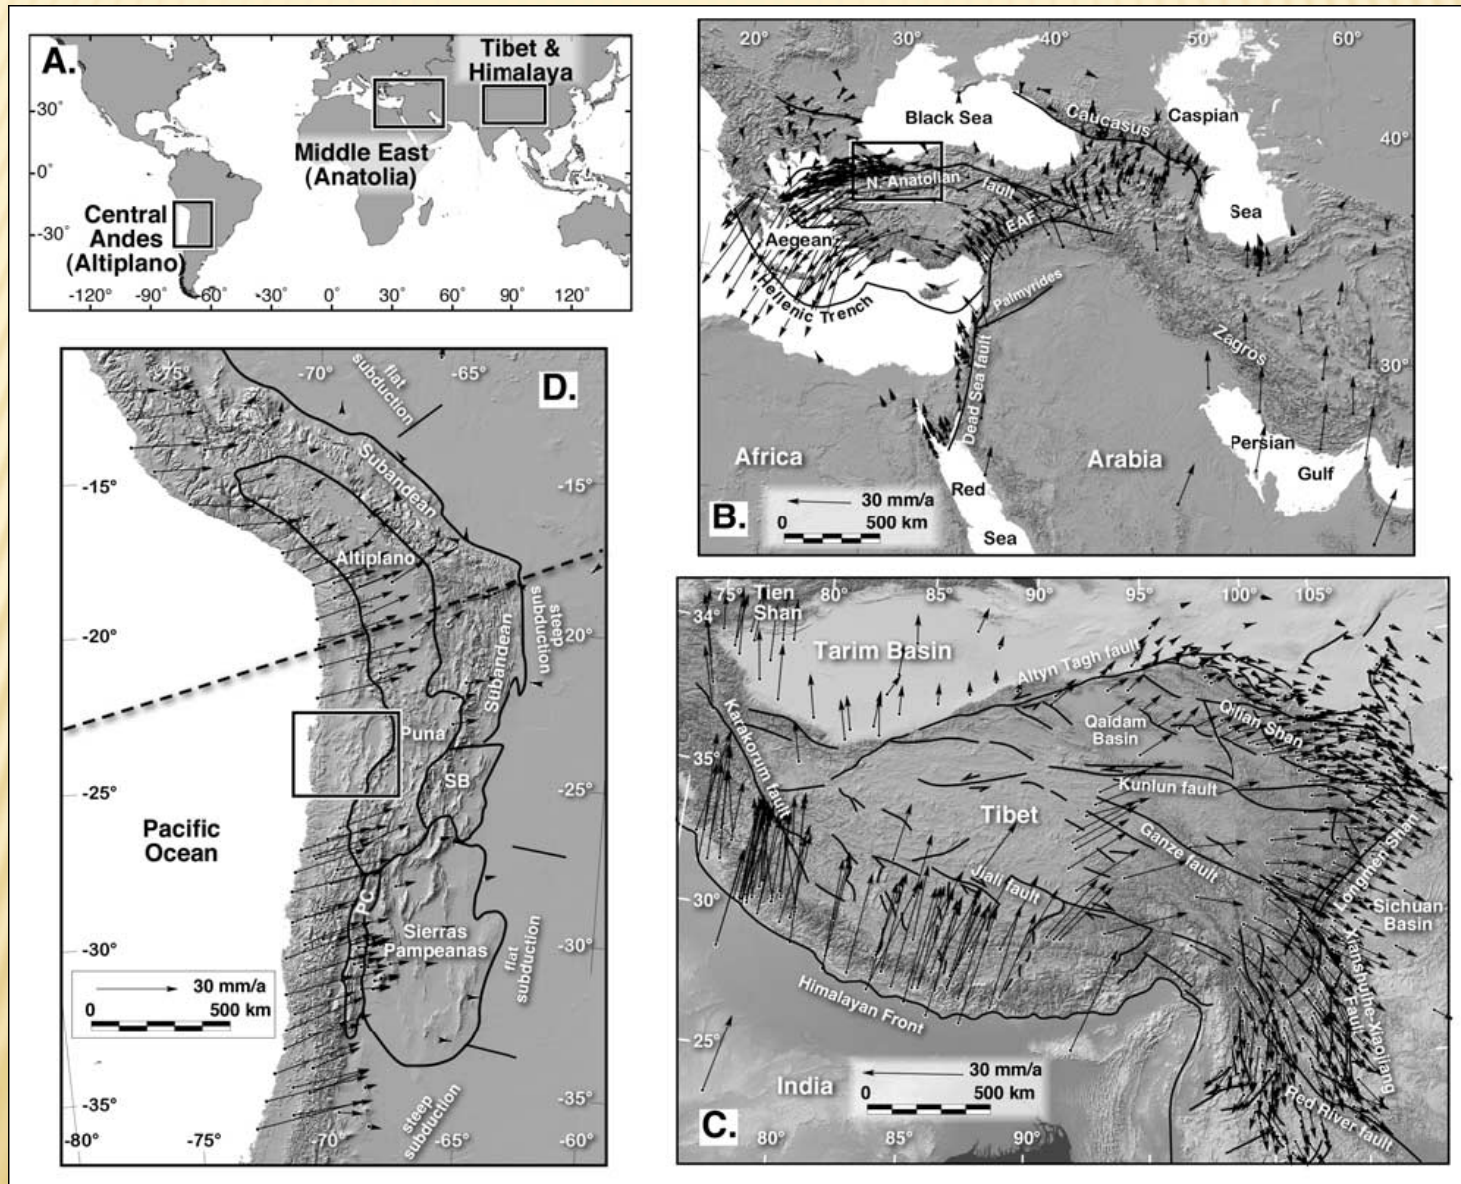 A.
Tibet &
Himalaya
Middle East
(Anatolia)
Central
Andes
(Altiplano)
30°
0°
-30°
-120° -90° -60° -30° 0° 30° 60° 90° 120°
B.
20° 30° 40° 50° 60°
40°
30°
Black Sea
Caucasus
Caspian
Sea
N. Anatolian
fault
EAF
Aegean
Hellenic Trench
Palmyrides
Dead Sea fault
Zagros
Africa
Arabia
Persian
Gulf
Red
Sea
30 mm/a
0 500 km
D.
-75° -70° -65°
flat
subduction
Subandean
-15° -15°
Altiplano
steep
subduction
-20° -20°
Subandean
Puna
SB
-25° -25°
Pacific
Ocean
PC
Sierras
Pampeanas
flat
subduction
-30° -30°
30 mm/a
0 500 km
steep
subduction
-35° -35°
-80° -75° -70° -65° -60°
C.
75° 80° 85° 90° 95° 100° 105°
34°
Tien
Shan
Tarim Basin
Altyn Tagh fault
Karakorum fault
Qaidam
Basin
Qilian Shan
35°
Kunlun fault
Tibet
Ganze fault
Jiali fault
Longmen Shan
30°
Sichuan
Basin
Himalayan Front
Xianshuihe-Xiaojiang
Fault
25°
India
30 mm/a
0 500 km
Red River fault
80° 85° 90°